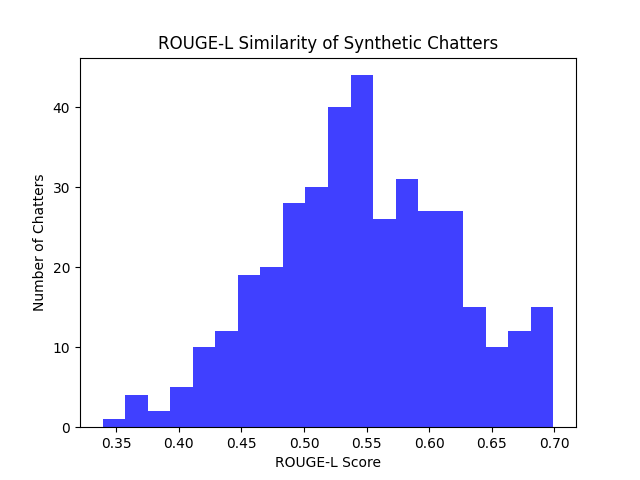 ROUGE-L Similarity of Synthetic Chatters
Number of Chatters
40
30
20
10
0
0.35 0.40 0.45 0.50 0.55 0.60 0.65 0.70
ROUGE-L Score